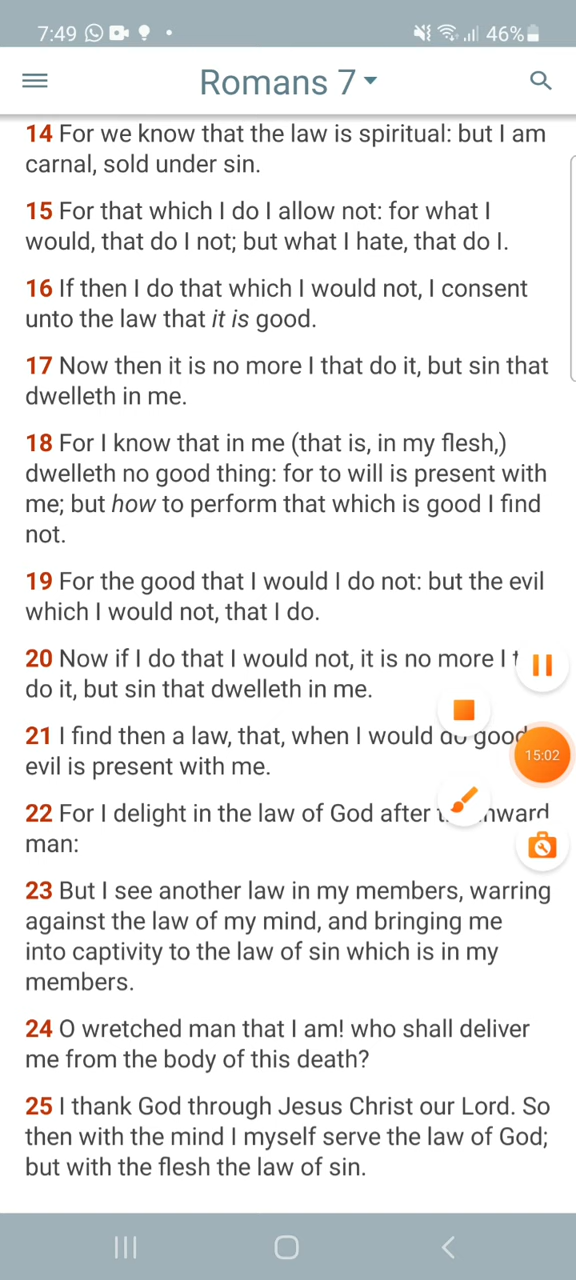 7:49
46%
Romans 7
14 For we know that the law is spiritual: but I am
carnal, sold under sin.
15 For that which I do I allow not: for what I
would, that do I not; but what I hate, that do I.
16 If then I do that which I would not, I consent
unto the law that it is good.
17 Now then it is no more I that do it, but sin that
dwelleth in me.
18 For I know that in me (that is, in my flesh,)
dwelleth no good thing: for to will is present with
me; but how to perform that which is good I find
not.
19 For the good that I would I do not: but the evil
which I would not, that I do.
20 Now if I do that I would not, it is no more I
do it, but sin that dwelleth in me.
21 I find then a law, that, when I would do good
15:02
evil is present with me.
22 For I delight in the law of God after
man:
23 But I see another law in my members, warring
against the law of my mind, and bringing me
into captivity to the law of sin which is in my
members.
24 O wretched man that I am! who shall deliver
me from the body of this death?
25 I thank God through Jesus Christ our Lord. So
then with the mind I myself serve the law of God;
but with the flesh the law of sin.